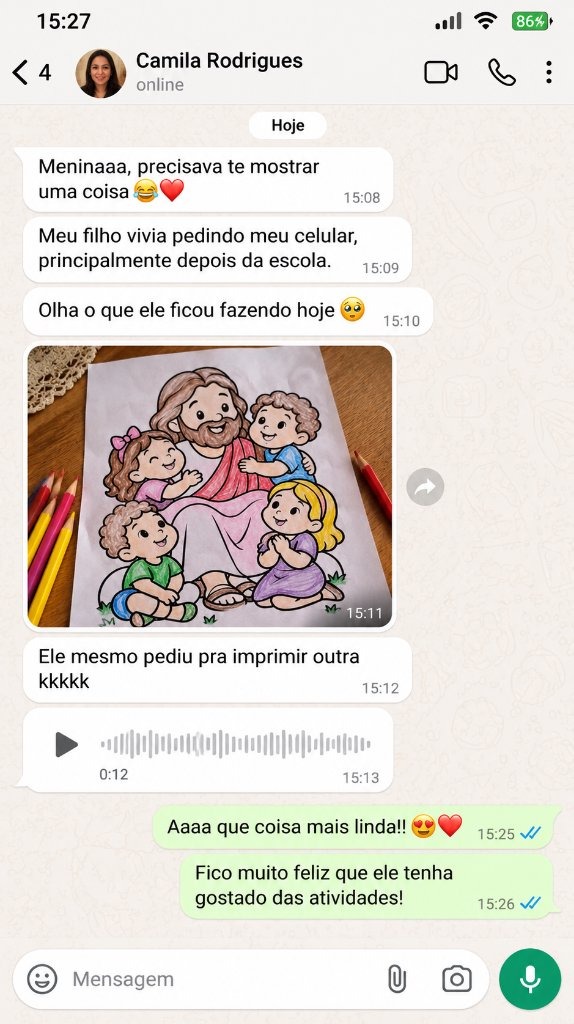 15:27
86%
4
Camila Rodrigues
online
Hoje
Meninaaa, precisava te mostrar
uma coisa 😂❤️
15:08
Meu filho vivia pedindo meu celular,
principalmente depois da escola.
15:09
Olha o que ele ficou fazendo hoje 🥹
15:10
15:11
Ele mesmo pediu pra imprimir outra
kkkkk
15:12
0:12
15:13
Aaaa que coisa mais linda!! 😍❤️
15:25
Fico muito feliz que ele tenha
gostado das atividades!
15:26
Mensagem